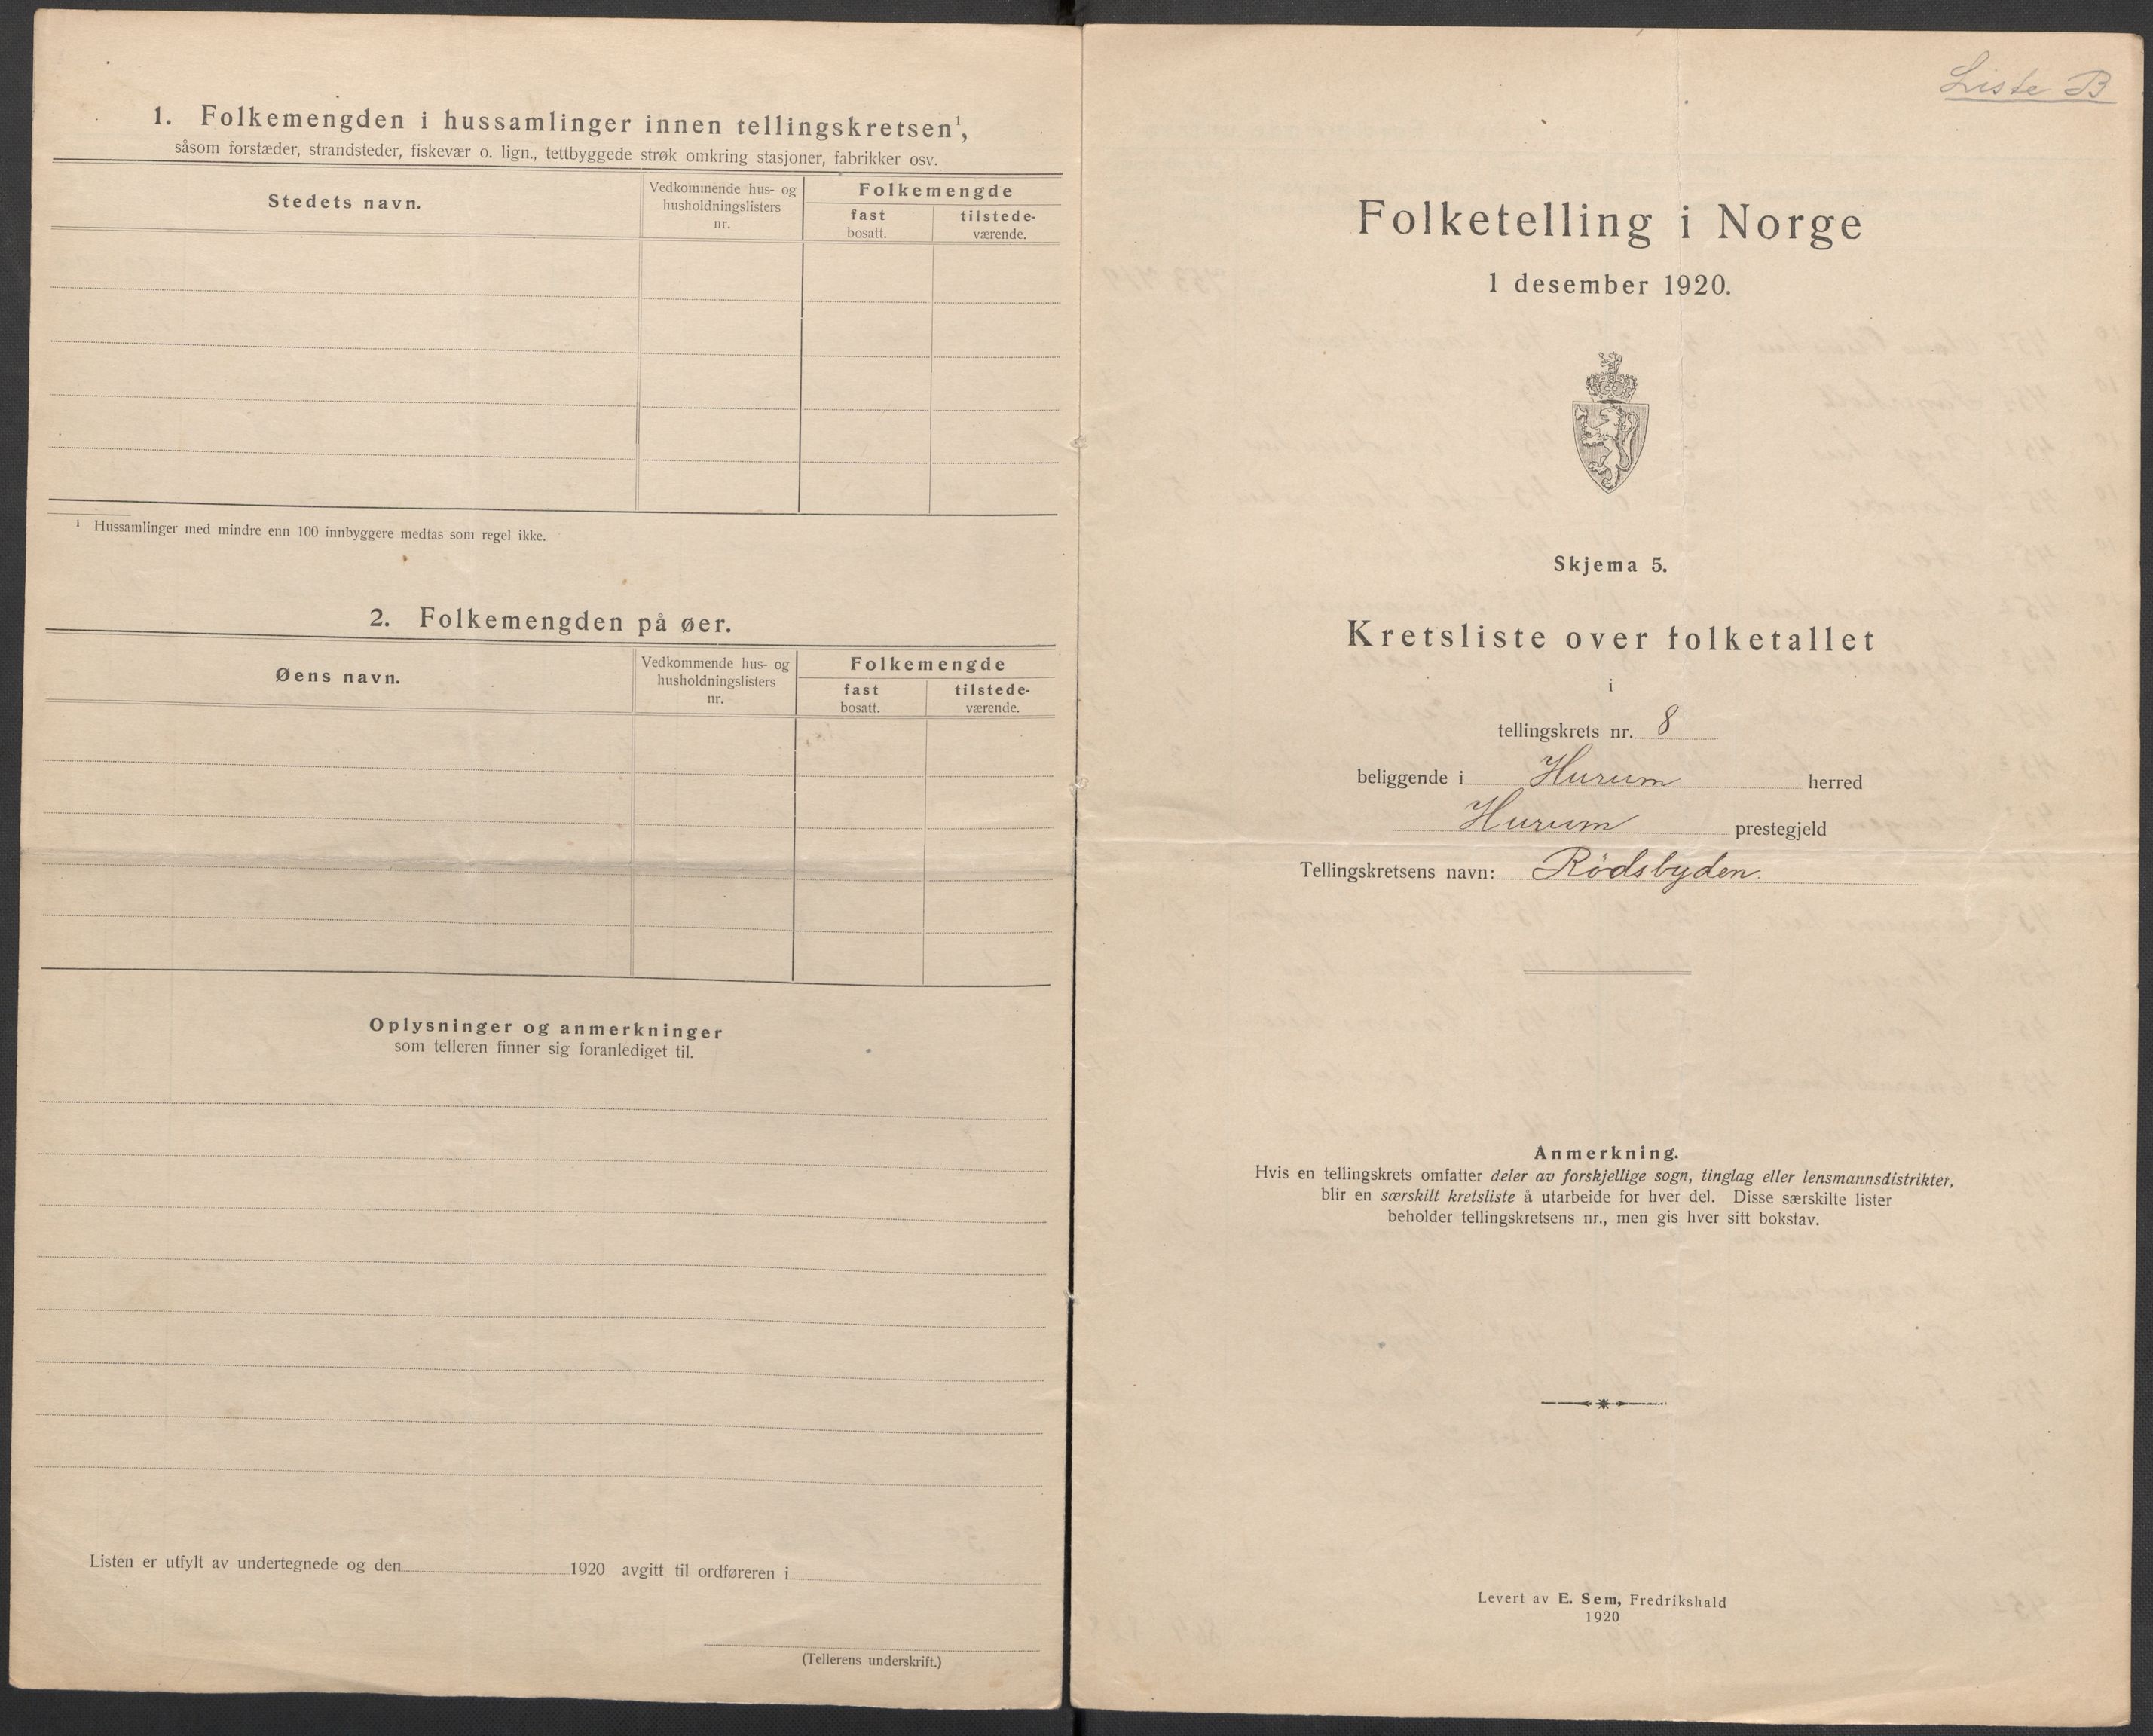 1. Folkemengden i hussamlinger innen tellingskretsen¹,
såsom forstæder, strandsteder, fiskevær o. lign., tettbyggede strøk omkring stasjoner, fabrikker osv.
Stedets navn.
Vedkommende hus- og
husholdningslisters
nr.
Folkemengde
fast
bosatt.
tilstede-
værende.
¹ Hussamlinger med mindre enn 100 innbyggere medtas som regel ikke.
2. Folkemengden på øer.
Øens navn.
Vedkommende hus- og
husholdningslisters
nr.
Folkemengde
fast
bosatt.
tilstede-
værende.
Oplysninger og anmerkninger
som telleren finner sig foranlediget til.
Listen er utfylt av undertegnede og den 1920 avgitt til ordføreren i
(Tellerens underskrift.)
Liste B
Folketelling i Norge
1 desember 1920.
Skjema 5.
Kretsliste over folketallet
i
tellingskrets nr. 8
beliggende i Hurum herred
Hurum prestegjeld
Tellingskretsens navn: Rödsbyden.
Anmerkning.
Hvis en tellingskrets omfatter deler av forskjellige sogn, tinglag eller lensmannsdistrikter,
blir en særskilt kretsliste å utarbeide for hver del. Disse særskilte lister
beholder tellingskretsens nr., men gis hver sitt bokstav.
Levert av E. Sem, Fredrikshald
1920